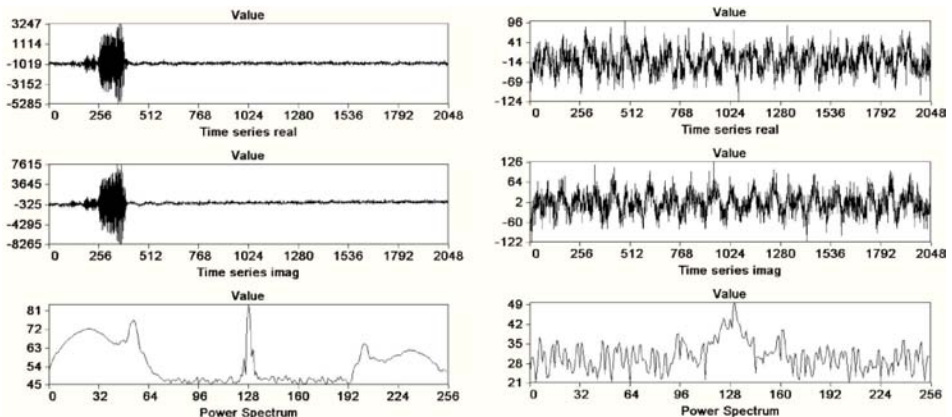 Value
3247
1114
-1019
-3152
-5285
0 256 512 768 1024 1280 1536 1792 2048
Time series real
Value
7615
3645
-325
-4295
-8265
0 256 512 768 1024 1280 1536 1792 2048
Time series imag
Value
81
72
63
54
45
0 32 64 96 128 160 192 224 256
Power Spectrum
Value
96
41
-14
-69
-124
0 256 512 768 1024 1280 1536 1792 2048
Time series real
Value
126
64
2
-60
-122
0 256 512 768 1024 1280 1536 1792 2048
Time series imag
Value
49
42
35
28
21
0 32 64 96 128 160 192 224 256
Power Spectrum